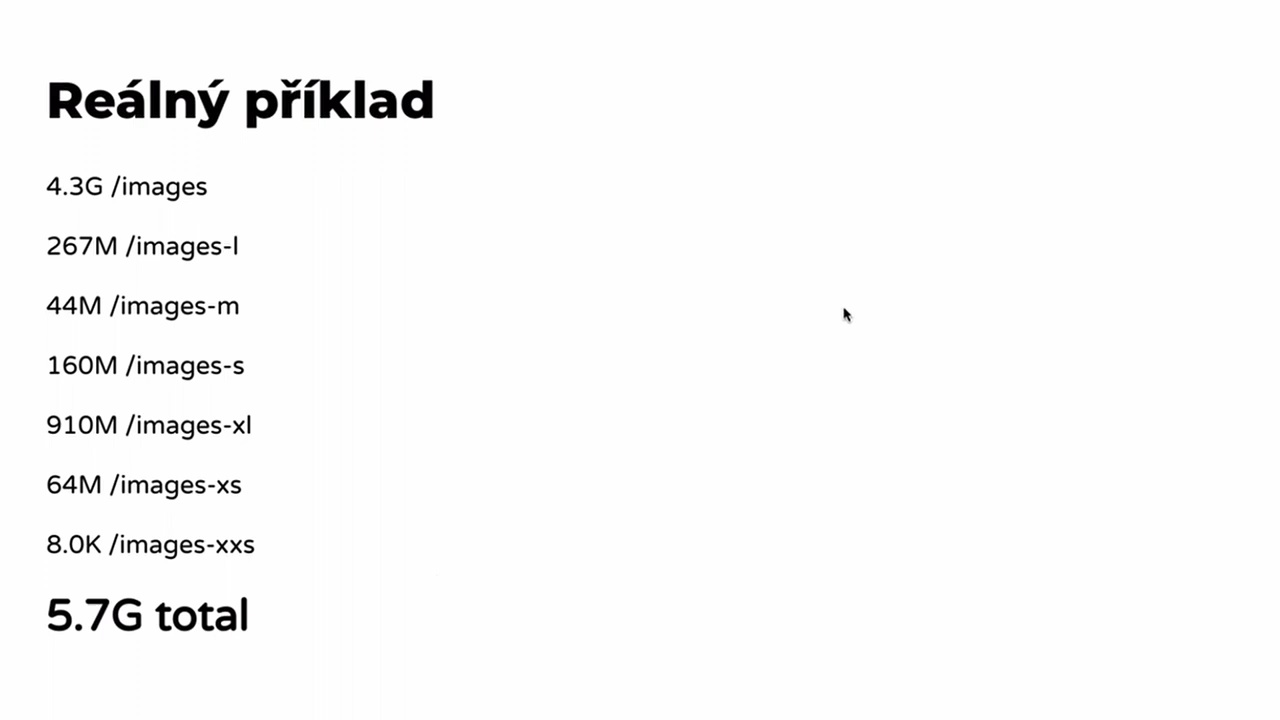 Reálný příklad
4.3G /images
267M /images-l
44M /images-m
160M /images-s
910M /images-xl
64M /images-xs
8.0K /images-xxs
5.7G total